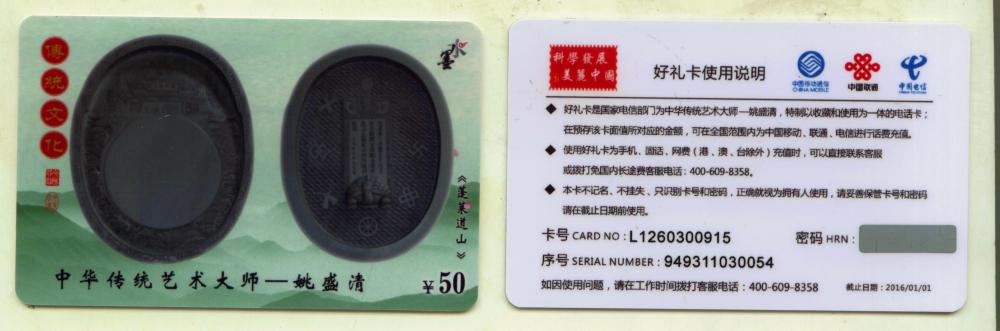 傳統文化
水墨
《蓬莱道山》
中华传统艺术大师—姚盛清
¥50
科學發展
美麗中國
好礼卡使用说明
中国移动通信
CHINA MOBILE
中国联通
中国电信
◆ 好礼卡是国家电信部门为中华传统艺术大师—姚盛清，特制以收藏和使用为一体的电话卡；
在预存该卡面值所对应的金额，可在全国范围内为中国移动、联通、电信进行话费充值。
◆ 使用好礼卡为手机、固话、网费（港、澳、台除外）充值时，可以直接联系客服
或拨打免国内长途费客服电话：400-609-8358。
◆ 本卡不记名、不挂失、只识别卡号和密码，正确就视为拥有人使用，请妥善保管卡号和密码
请在截止日期前使用。
卡号 CARD NO : L1260300915
密码 HRN :
序号 SERIAL NUMBER : 949311030054
如因使用问题，请在工作时间拨打客服电话：400-609-8358
截止日期：2016/01/01